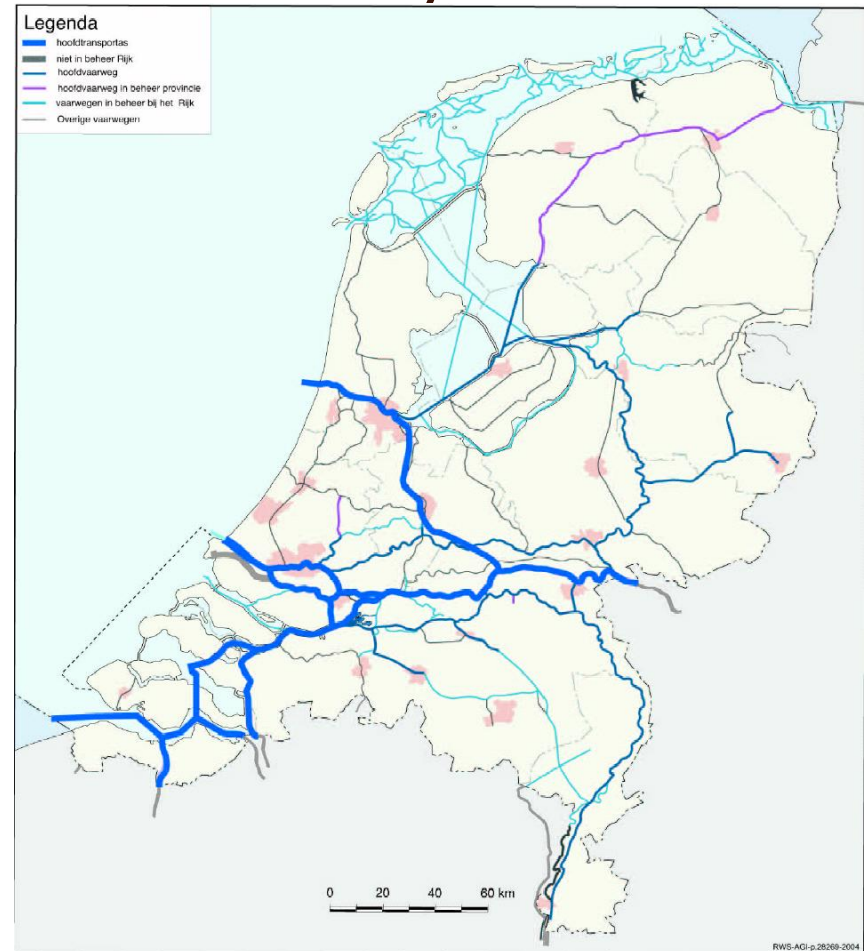 Legenda
hoofdtransportas
niet in beheer Rijk
hoofdvaarweg
hoofdvaarweg in beheer provincie
vaarwegen in beheer bij het Rijk
Overige vaarwegen
0 20 40 60 km
RWS-AGI-p.28268-2004